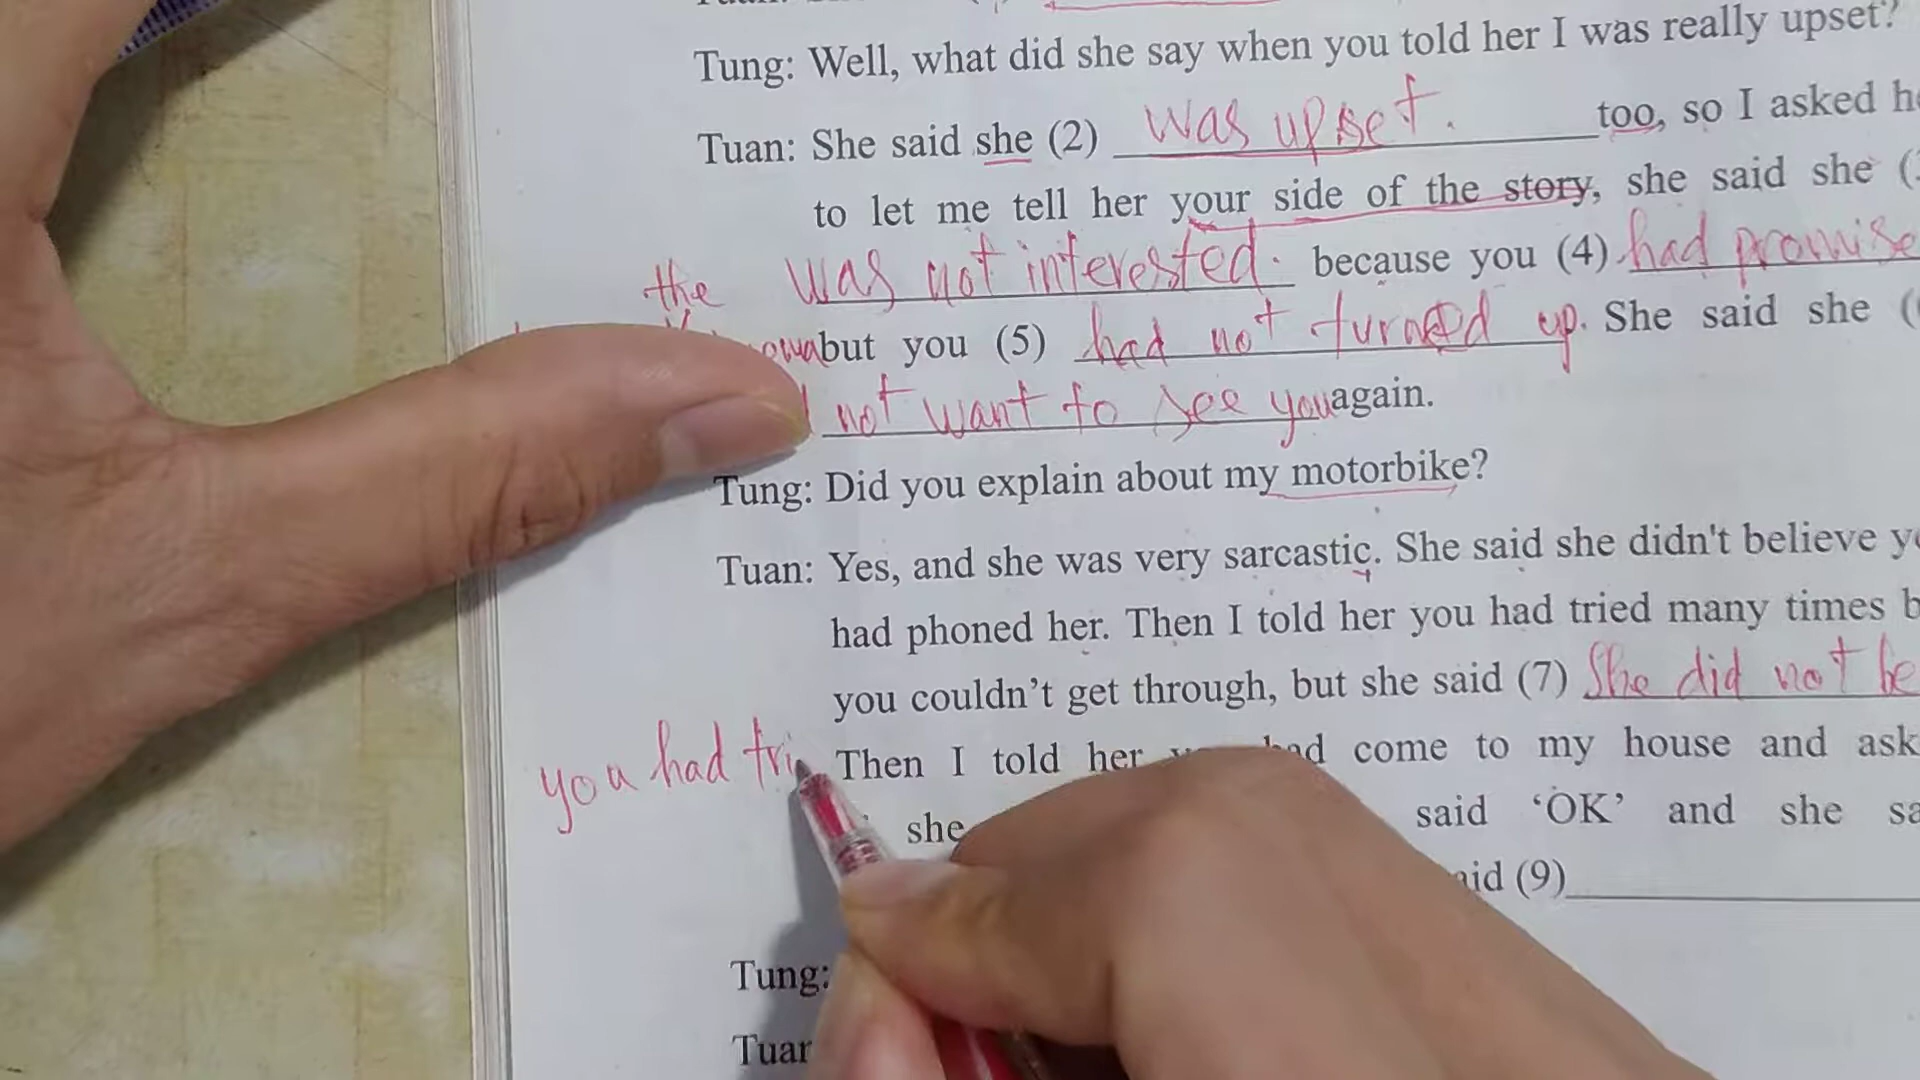 Tung: Well, what did she say when you told her I was really upset?
Tuan: She said she (2) was upset. too, so I asked
to let me tell her your side of the story, she said she
the was not interested. because you (4) had promise
but you (5) had not turned up. She said she
not want to see you again.
Tung: Did you explain about my motorbike?
Tuan: Yes, and she was very sarcastic. She said she didn't believe
had phoned her. Then I told her you had tried many times
you couldn't get through, but she said (7) She did not be
you had tri Then I told her had come to my house and ask
she said ‘OK’ and she
(9)
Tung:
Tuan